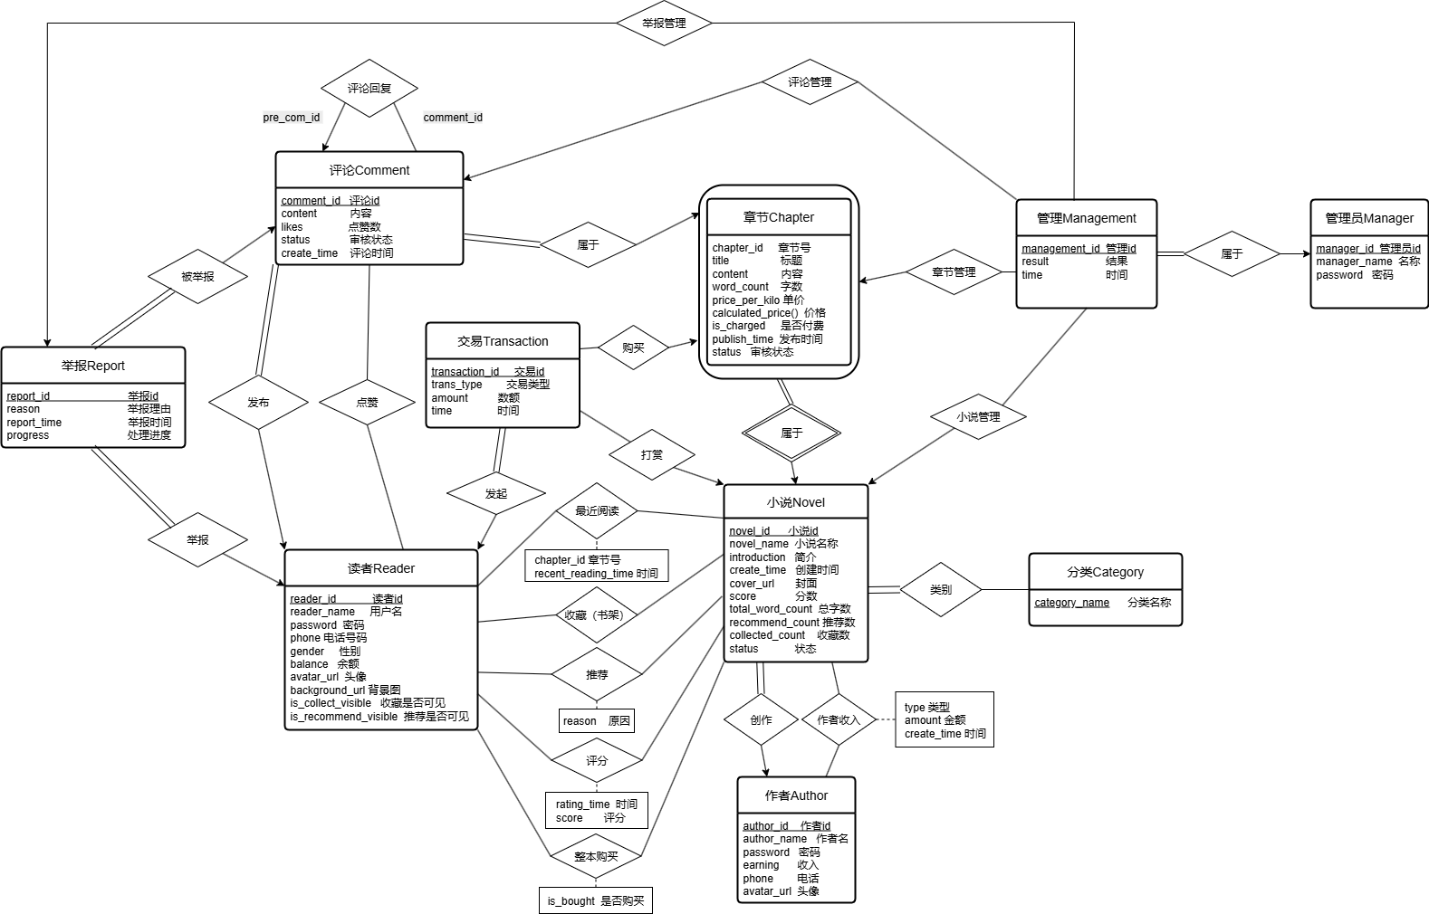 举报管理
评论回复
评论管理
pre_com_id
comment_id
评论Comment
comment_id 评论id
content 内容
likes 点赞数
status 审核状态
create_time 评论时间
属于
章节Chapter
chapter_id 章节号
title 标题
content 内容
word_count 字数
price_per_kilo 单价
calculated_price() 价格
is_charged 是否付费
publish_time 发布时间
status 审核状态
章节管理
管理Management
management_id 管理id
result 结果
time 时间
属于
管理员Manager
manager_id 管理员id
manager_name 名称
password 密码
被举报
举报Report
report_id 举报id
reason 举报理由
report_time 举报时间
progress 处理进度
交易Transaction
transaction_id 交易id
trans_type 交易类型
amount 数额
time 时间
购买
发布
点赞
打赏
属于
小说管理
发起
举报
最近阅读
chapter_id 章节号
recent_reading_time 时间
小说Novel
novel_id 小说id
novel_name 小说名称
introduction 简介
create_time 创建时间
cover_url 封面
score 分数
total_word_count 总字数
recommend_count 推荐数
collected_count 收藏数
status 状态
类别
分类Category
category_name 分类名称
读者Reader
reader_id 读者id
reader_name 用户名
password 密码
phone 电话号码
gender 性别
balance 余额
avatar_url 头像
background_url 背景图
is_collect_visible 收藏是否可见
is_recommend_visible 推荐是否可见
收藏（书架）
推荐
reason 原因
评分
rating_time 时间
score 评分
整本购买
is_bought 是否购买
创作
作者收入
type 类型
amount 金额
create_time 时间
作者Author
author_id 作者id
author_name 作者名
password 密码
earning 收入
phone 电话
avatar_url 头像